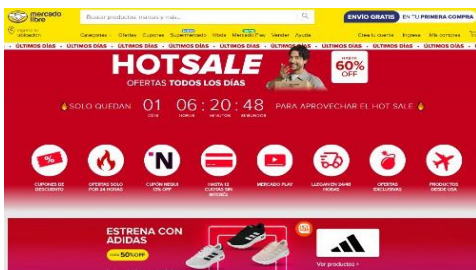 mercado
libre
Buscar productos, marcas y más...
ENVÍO GRATIS EN TU PRIMERA COMPRA
ubicación
Categorías Ofertas Cupones Supermercado Moda Mercado Play Vender Ayuda
Crea tu cuenta Ingresa Mis compras
ÚLTIMOS DÍAS - ÚLTIMOS DÍAS - ÚLTIMOS DÍAS - ÚLTIMOS DÍAS - ÚLTIMOS DÍAS - ÚLTIMOS DÍAS - ÚLTIMOS DÍAS
HOTSALE
OFERTAS TODOS LOS DÍAS
HASTA
60%
OFF
SOLO QUEDAN 01 06 : 20 : 48 PARA APROVECHAR EL HOT SALE
DÍA HORAS MINUTOS SEGUNDOS
CUPONES DE
DESCUENTO
OFERTAS SOLO
POR 24 HORAS
N
CUPÓN NEQUI
15% OFF
HASTA 12
CUOTAS SIN
INTERÉS
MERCADO PLAY
LLEGAN EN 24/48
HORAS
OFERTAS
EXCLUSIVAS
PRODUCTOS
DESDE USA
ESTRENA CON
ADIDAS
50%OFF
Ver productos >